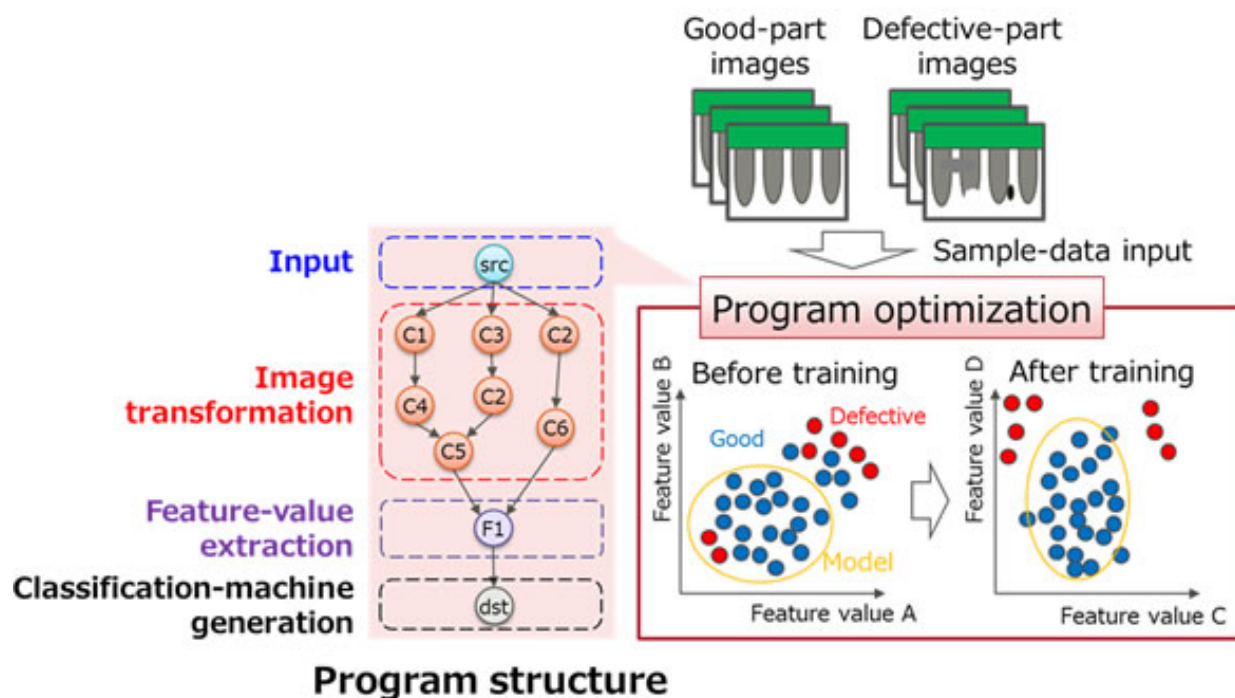 Good-part
images
Defective-part
images
Sample-data input
Input
src
Image
transformation
C1
C3
C2
C4
C2
C5
C6
Feature-value
extraction
F1
Classification-machine
generation
dst
Program structure
Program optimization
Before training
Feature value B
Good
Defective
Model
Feature value A
After training
Feature value D
Feature value C